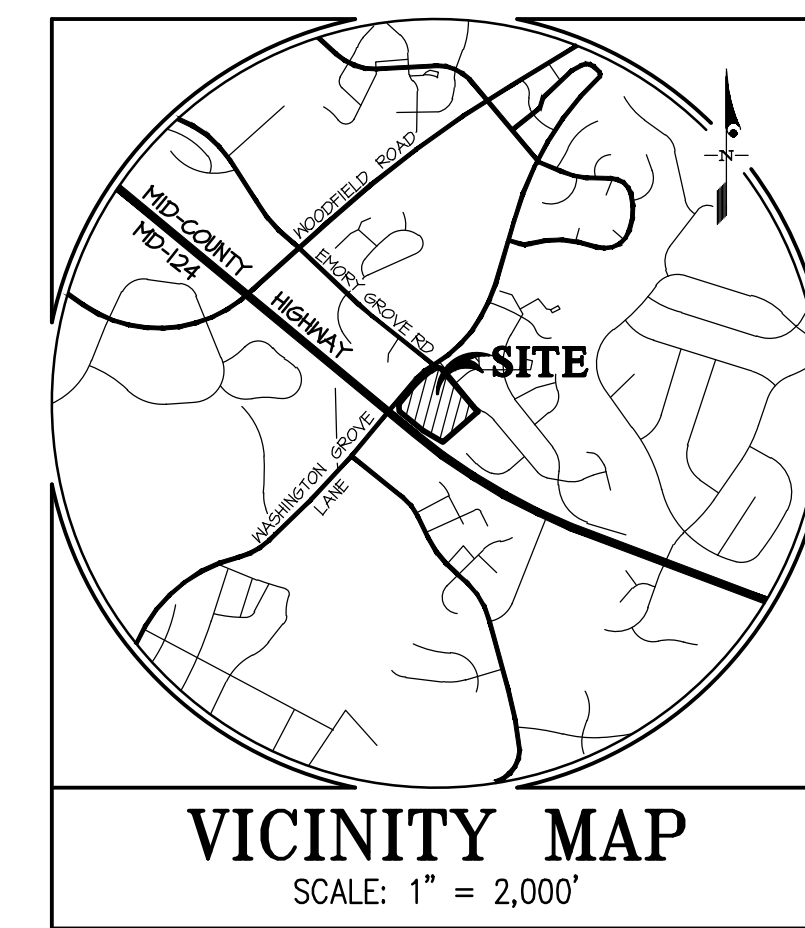 N
WOODFIELD ROAD
MID-COUNTY
MD-124
HIGHWAY
EMORY GROVE RD
SITE
WASHINGTON GROVE
LANE
VICINITY MAP
SCALE: 1" = 2,000'